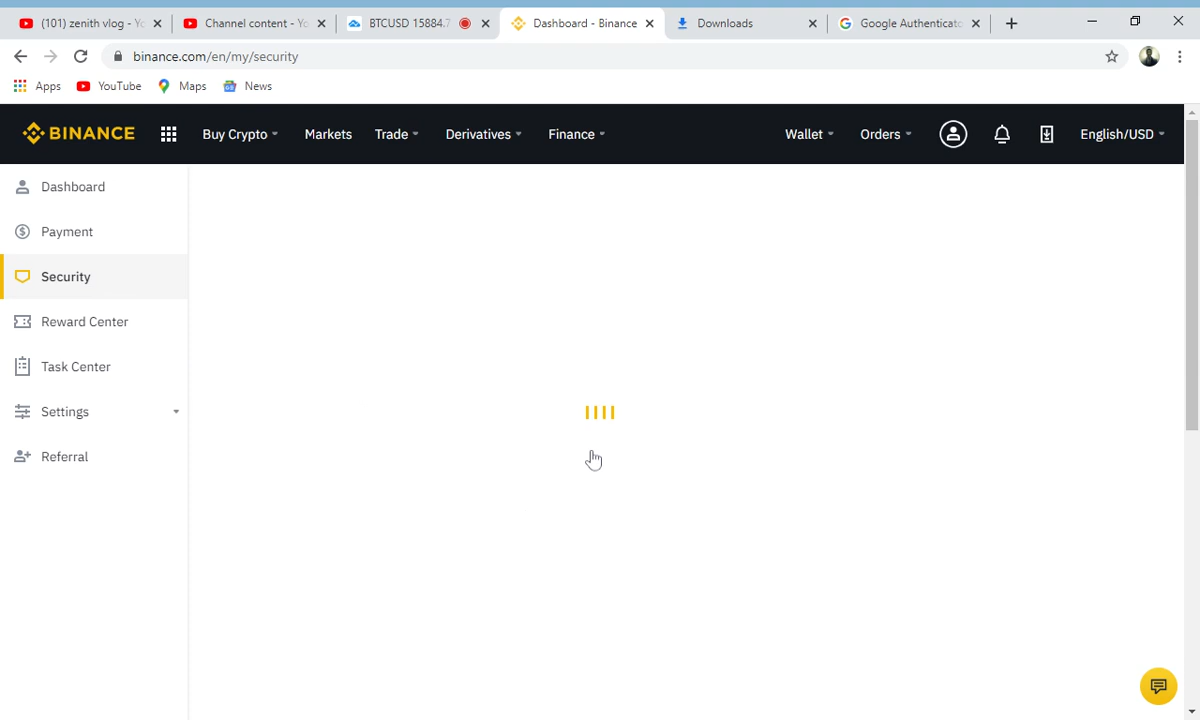 (101) zenith vlog - Yo
Channel content - Yo
BTCUSD 15884.7
Dashboard - Binance
Downloads
Google Authenticato
binance.com/en/my/security
Apps
YouTube
Maps
News
BINANCE
Buy Crypto
Markets
Trade
Derivatives
Finance
Wallet
Orders
English/USD
Dashboard
Payment
Security
Reward Center
Task Center
Settings
Referral